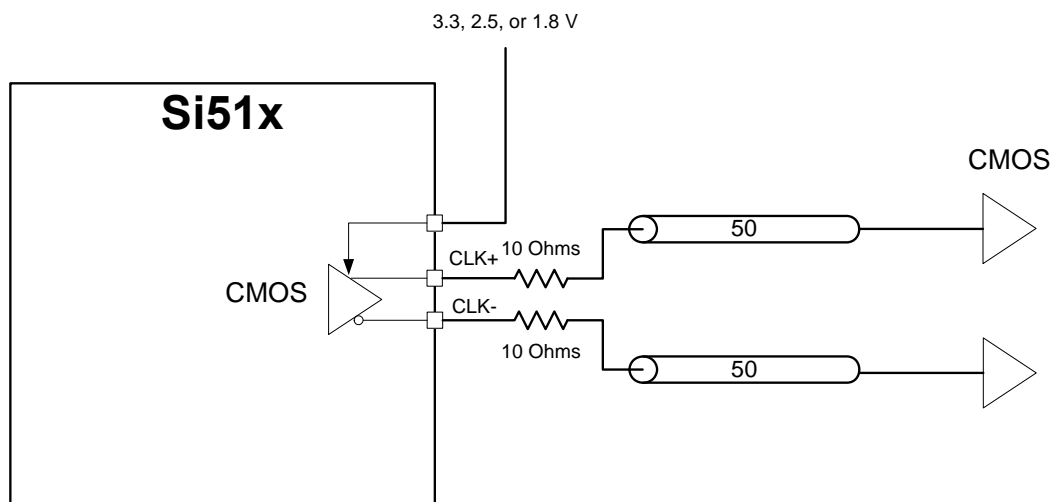 3.3, 2.5, or 1.8 V
Si51x
CMOS
CMOS
CLK+
10 Ohms
50
CLK-
10 Ohms
50